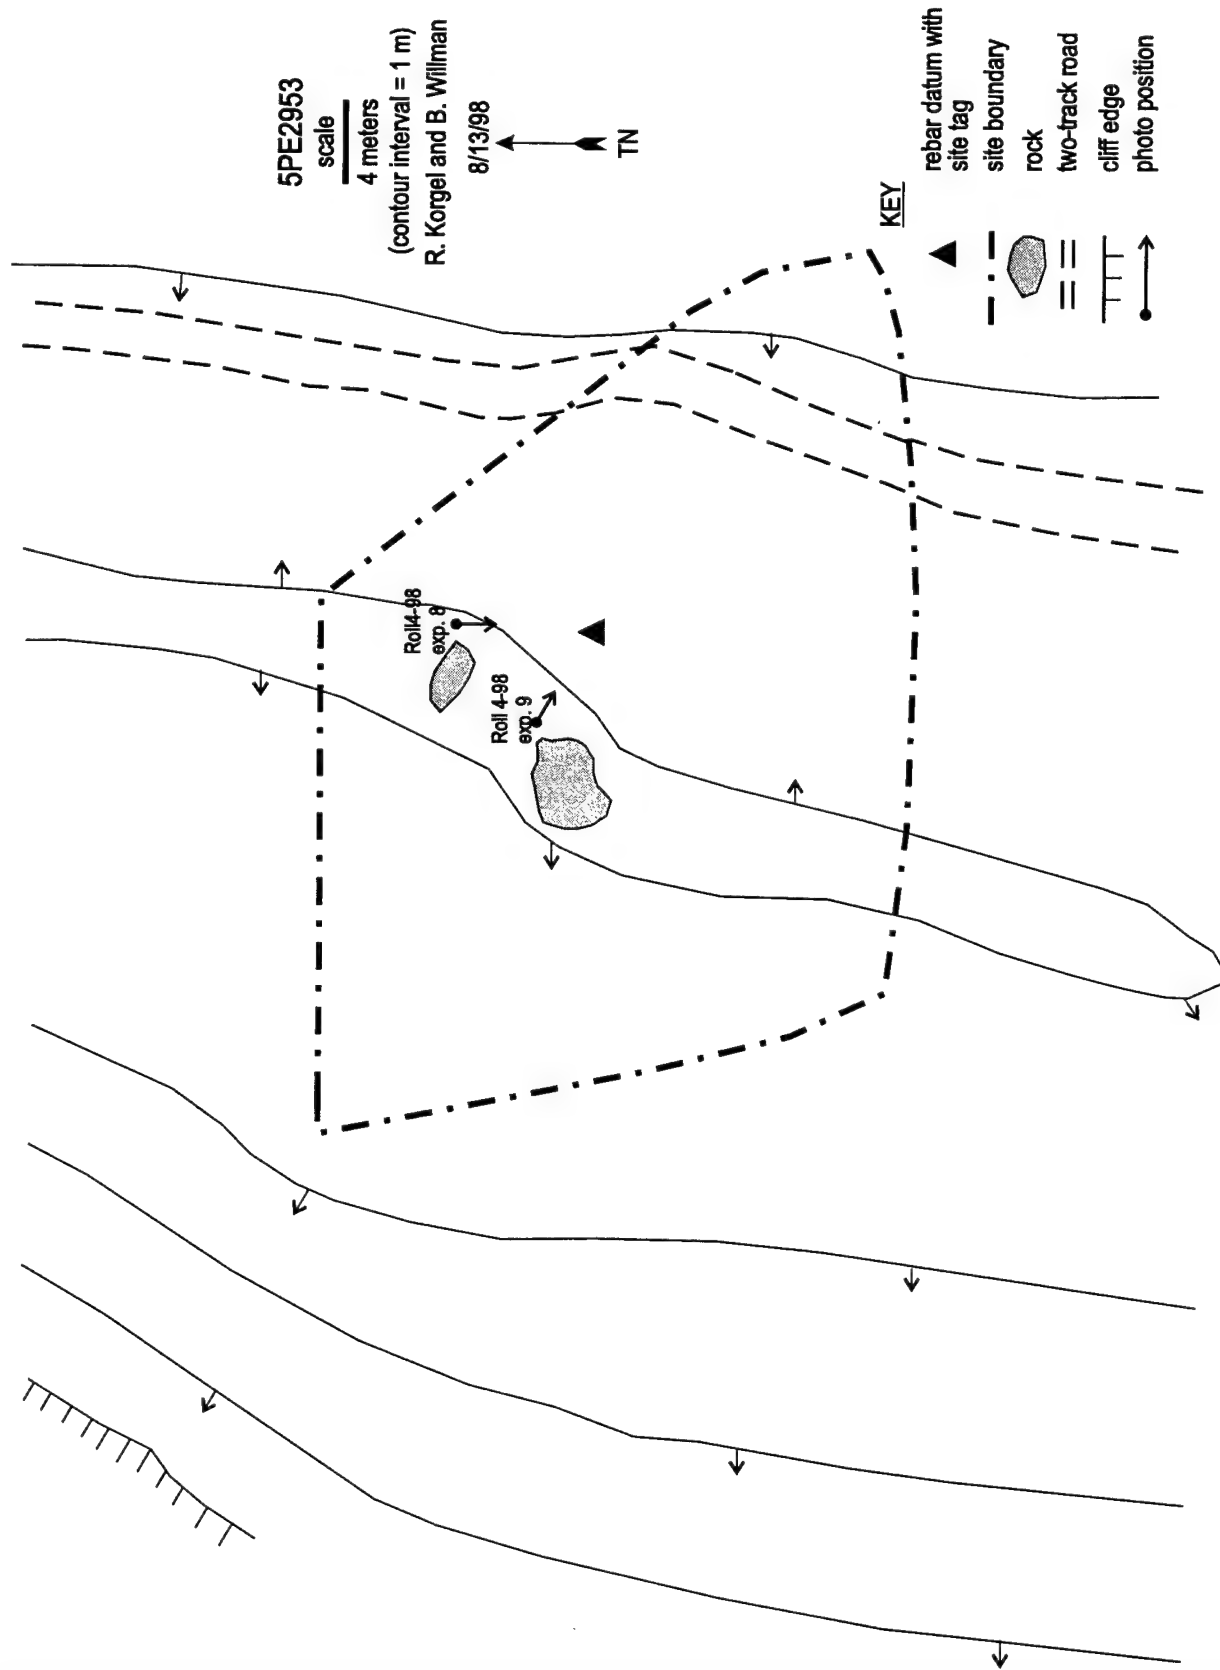 5PE2953
scale
4 meters
(contour interval = 1 m)
R. Korgel and B. Willman
8/13/98
TN
Roll4-98
exp. 8
Roll 4-98
exp. 9
KEY
rebar datum with
site tag
site boundary
rock
two-track road
cliff edge
photo position